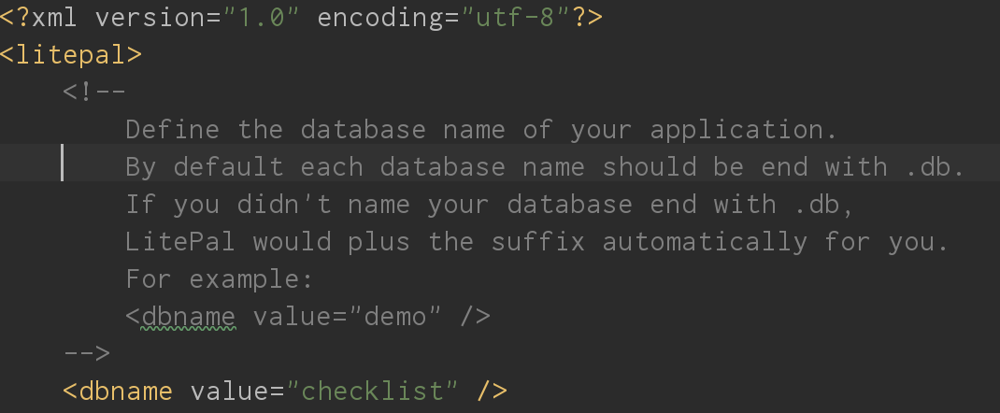 <?xml version="1.0" encoding="utf-8"?>
<litepal>
<!--
Define the database name of your application.
By default each database name should be end with .db.
If you didn't name your database end with .db,
LitePal would plus the suffix automatically for you.
For example:
<dbname value="demo" />
-->
<dbname value="checklist" />